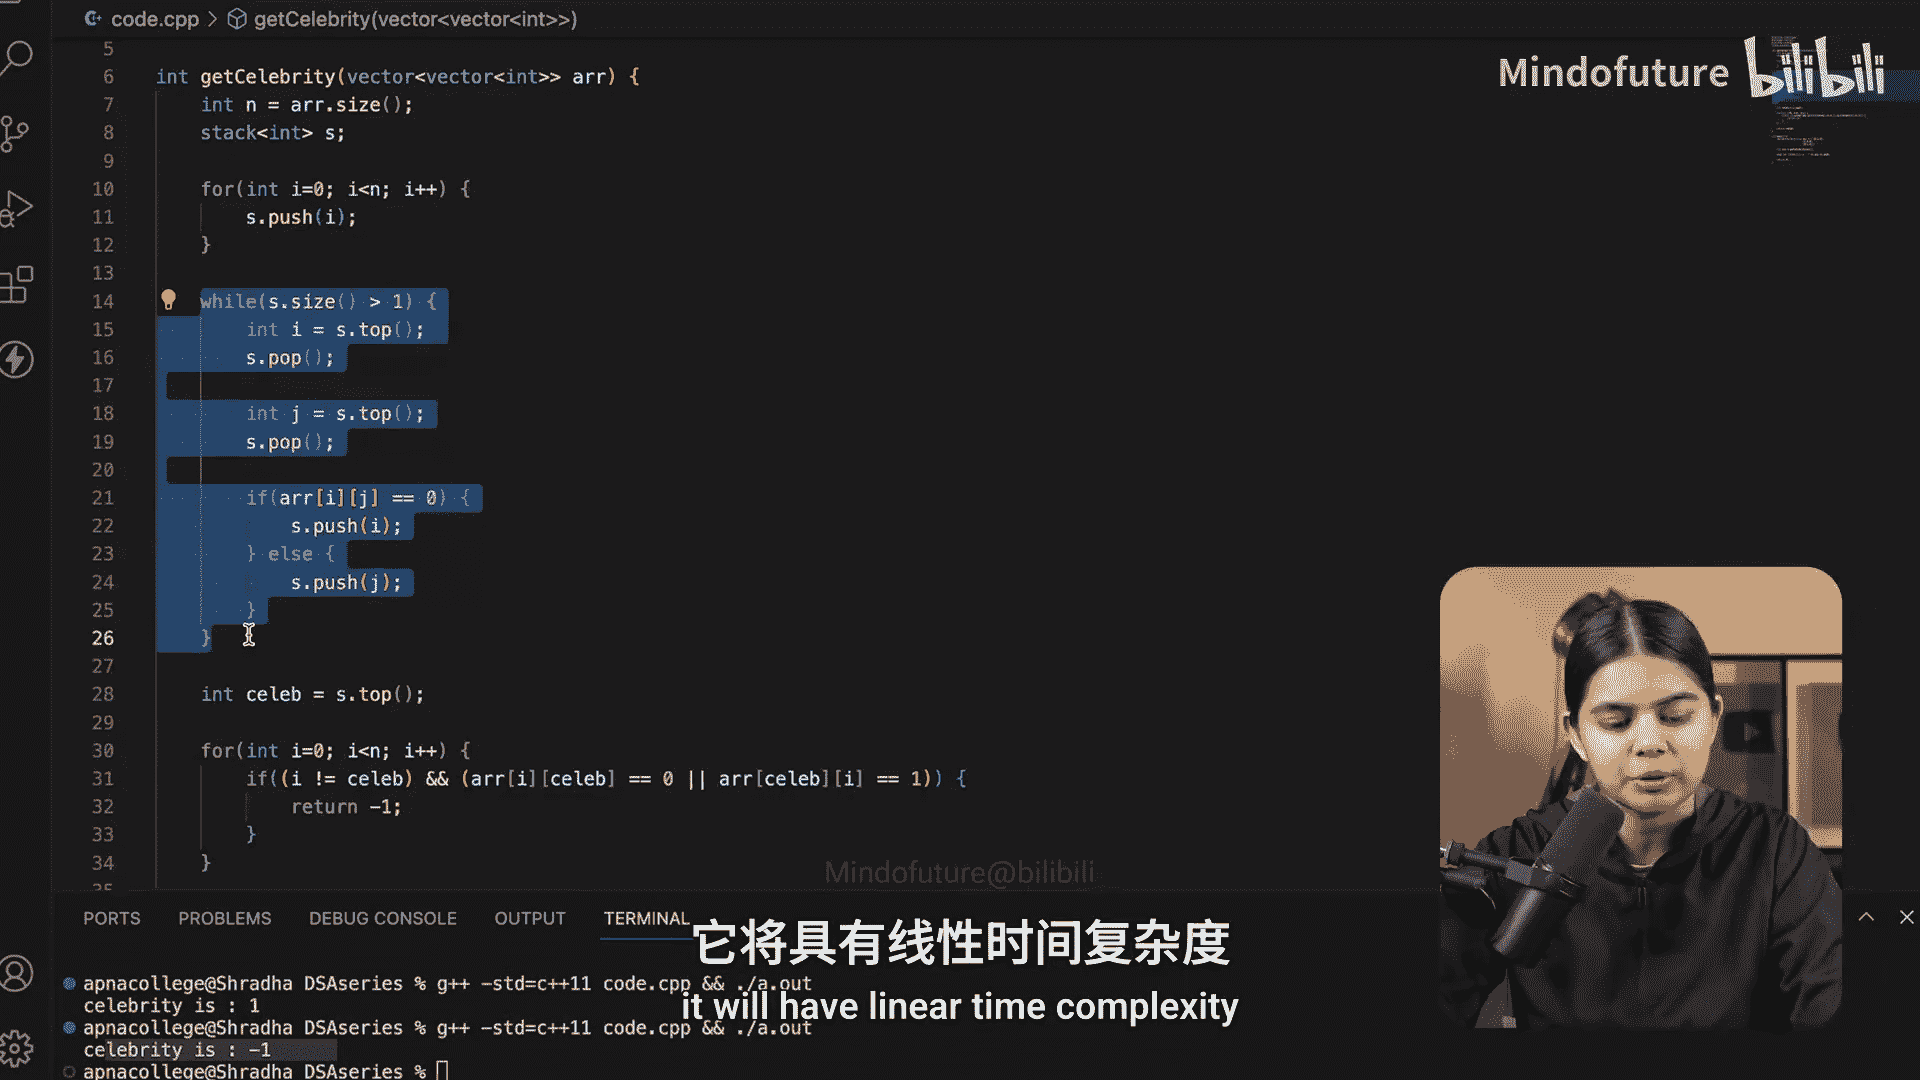 code.cpp > getCelebrity(vector<vector<int>>)
Mindofuture bilibili
5
6 int getCelebrity(vector<vector<int>> arr) {
7 int n = arr.size();
8 stack<int> s;
9
10 for(int i=0; i<n; i++) {
11 s.push(i);
12 }
13
14 while(s.size() > 1) {
15 int i = s.top();
16 s.pop();
17
18 int j = s.top();
19 s.pop();
20
21 if(arr[i][j] == 0) {
22 s.push(i);
23 } else {
24 s.push(j);
25 }
26 }
27
28 int celeb = s.top();
29
30 for(int i=0; i<n; i++) {
31 if((i != celeb) && (arr[i][celeb] == 0 || arr[celeb][i] == 1)) {
32 return -1;
33 }
34 }
35
Mindofuture@bilibili
PORTS PROBLEMS DEBUG CONSOLE OUTPUT TERMINAL
它将具有线性时间复杂度
apnacollege@Shradha DSAseries % g++ -std=c++11 code.cpp && ./a.out
celebrity is : 1
it will have linear time complexity
apnacollege@Shradha DSAseries % g++ -std=c++11 code.cpp && ./a.out
celebrity is : -1
apnacollege@Shradha DSAseries %